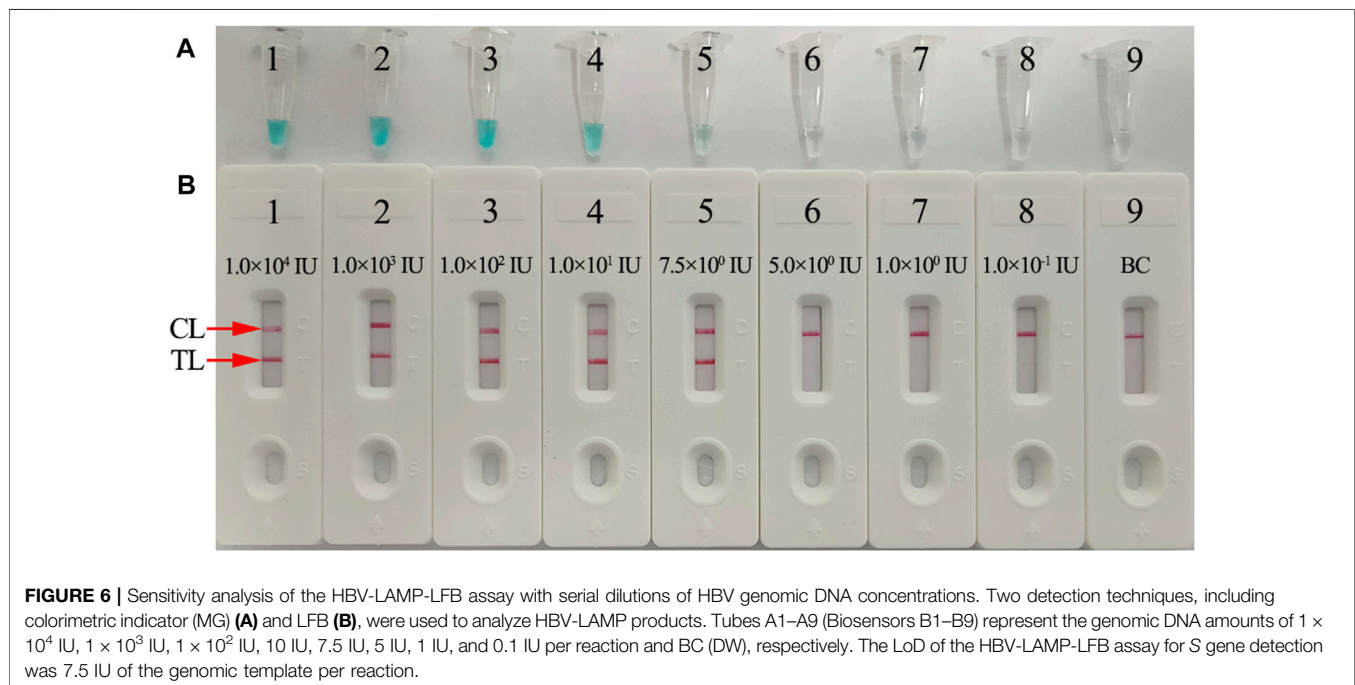 A
1 2 3 4 5 6 7 8 9
B
1 2 3 4 5 6 7 8 9
1.0×10⁴ IU 1.0×10³ IU 1.0×10² IU 1.0×10¹ IU 7.5×10⁰ IU 5.0×10⁰ IU 1.0×10⁰ IU 1.0×10⁻¹ IU BC
CL C C C C C C C C C
TL T T T T T T T T T
S S S S S S S S S
FIGURE 6 | Sensitivity analysis of the HBV-LAMP-LFB assay with serial dilutions of HBV genomic DNA concentrations. Two detection techniques, including
colorimetric indicator (MG) (A) and LFB (B), were used to analyze HBV-LAMP products. Tubes A1–A9 (Biosensors B1–B9) represent the genomic DNA amounts of 1 ×
10⁴ IU, 1 × 10³ IU, 1 × 10² IU, 10 IU, 7.5 IU, 5 IU, 1 IU, and 0.1 IU per reaction and BC (DW), respectively. The LoD of the HBV-LAMP-LFB assay for S gene detection
was 7.5 IU of the genomic template per reaction.